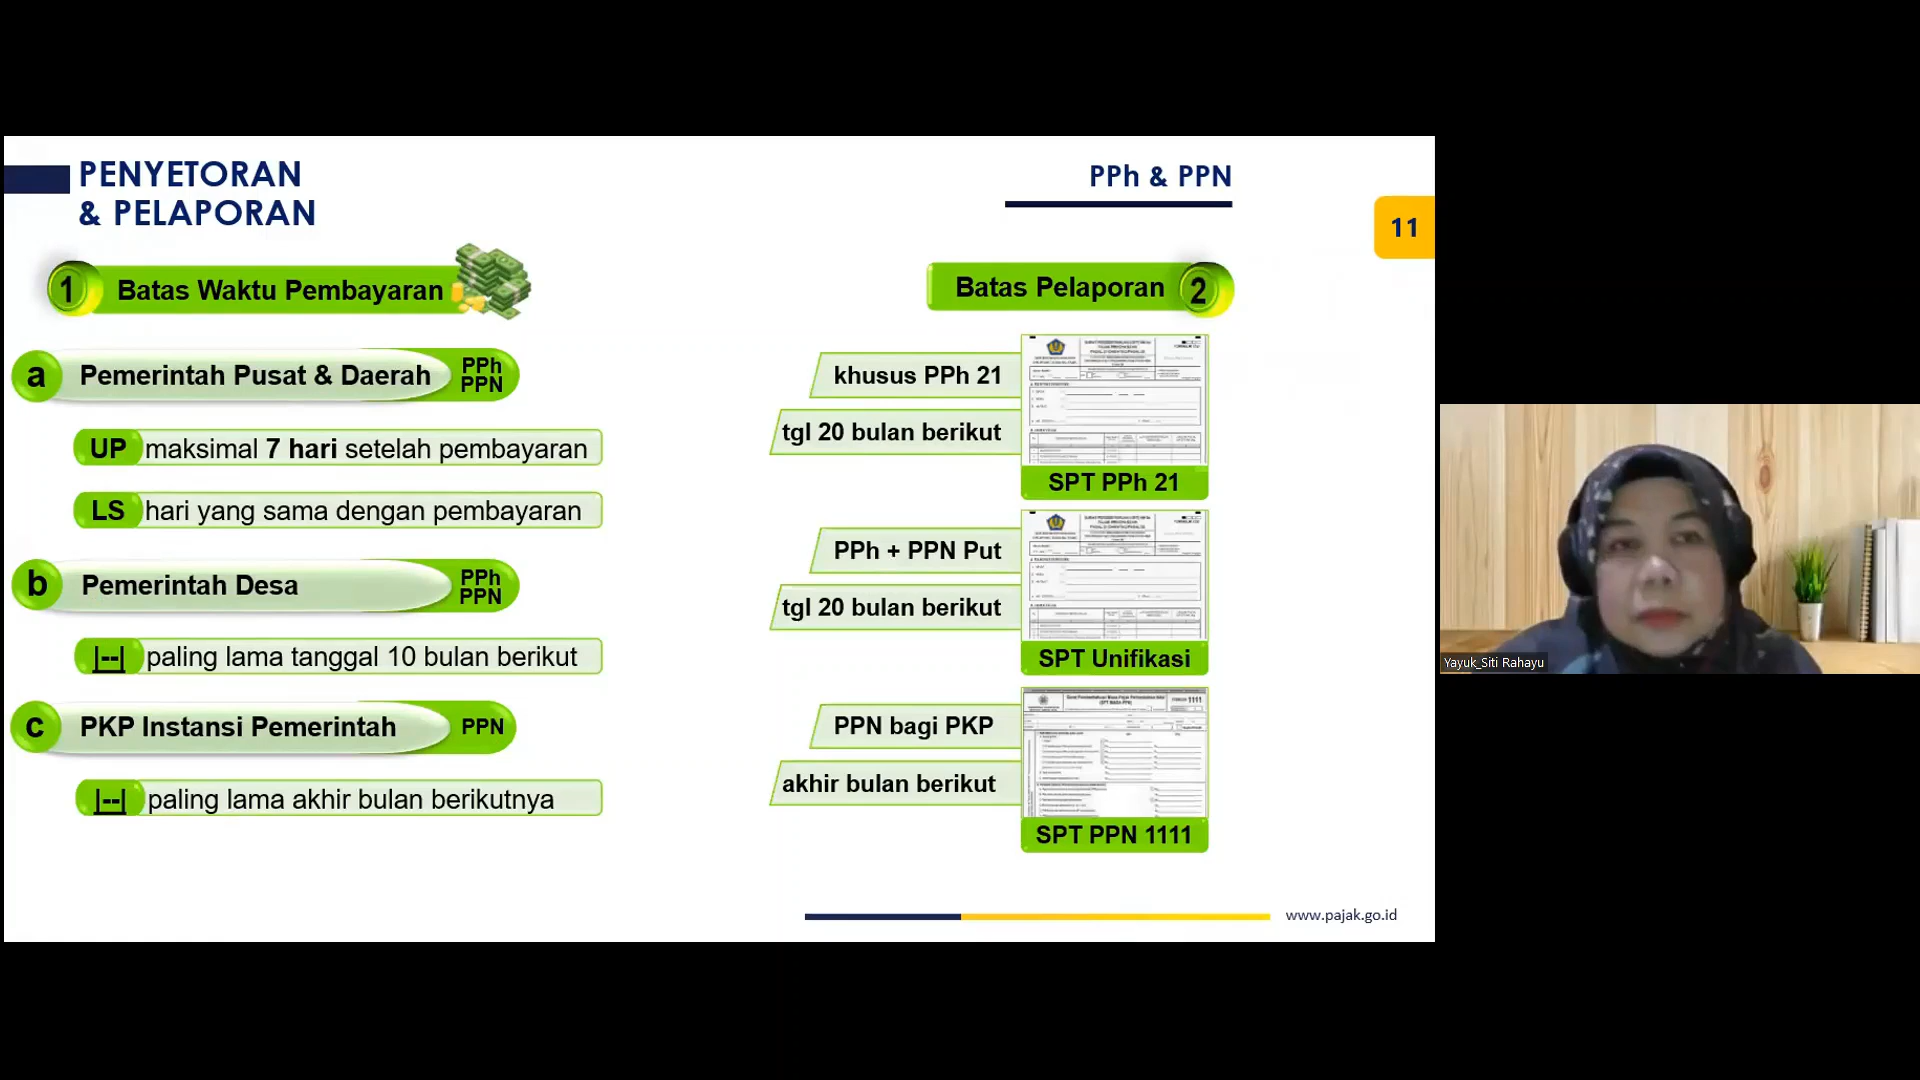 PENYETORAN
& PELAPORAN
PPh & PPN
11
1 Batas Waktu Pembayaran
a Pemerintah Pusat & Daerah PPh PPN
UP maksimal 7 hari setelah pembayaran
LS hari yang sama dengan pembayaran
b Pemerintah Desa PPh PPN
|--| paling lama tanggal 10 bulan berikut
c PKP Instansi Pemerintah PPN
|--| paling lama akhir bulan berikutnya
Batas Pelaporan 2
khusus PPh 21
tgl 20 bulan berikut
SPT PPh 21
PPh + PPN Put
tgl 20 bulan berikut
SPT Unifikasi
PPN bagi PKP
akhir bulan berikut
1111
SPT PPN 1111
www.pajak.go.id
Yayuk_Siti Rahayu